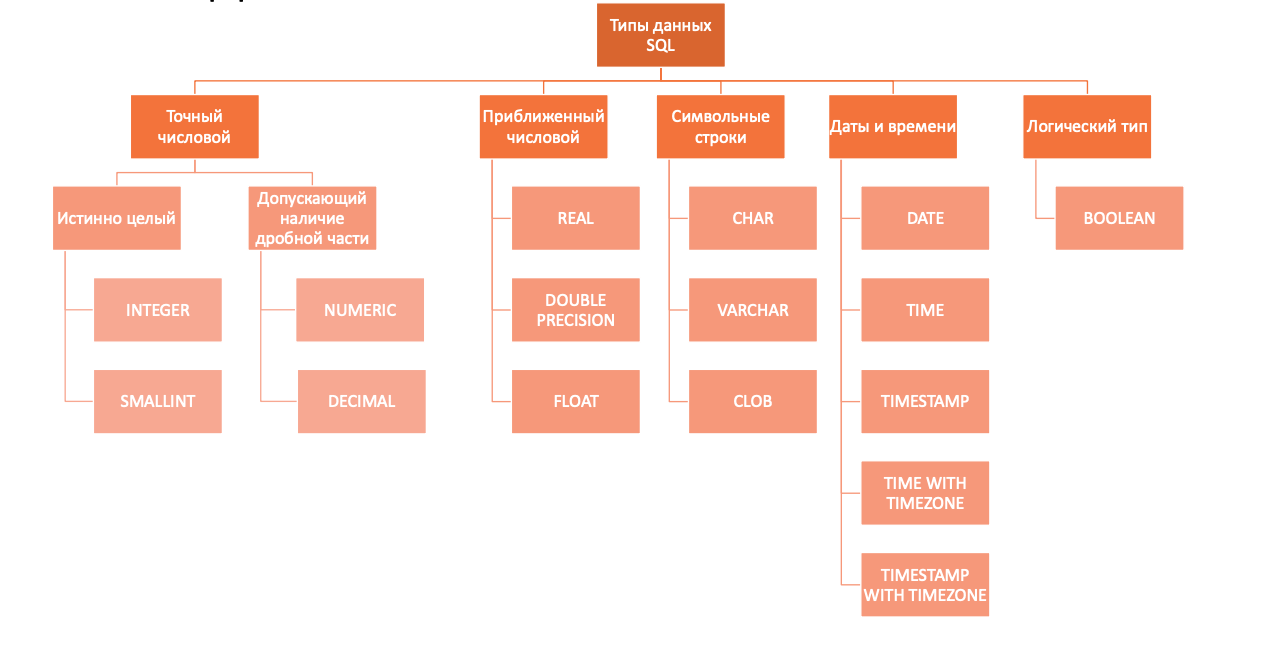 Типы данных
SQL
Точный
числовой
Приближенный
числовой
Символьные
строки
Даты и времени
Логический тип
Истинно целый
Допускающий
наличие
дробной части
REAL
CHAR
DATE
BOOLEAN
INTEGER
NUMERIC
DOUBLE
PRECISION
VARCHAR
TIME
SMALLINT
DECIMAL
FLOAT
CLOB
TIMESTAMP
TIME WITH
TIMEZONE
TIMESTAMP
WITH TIMEZONE